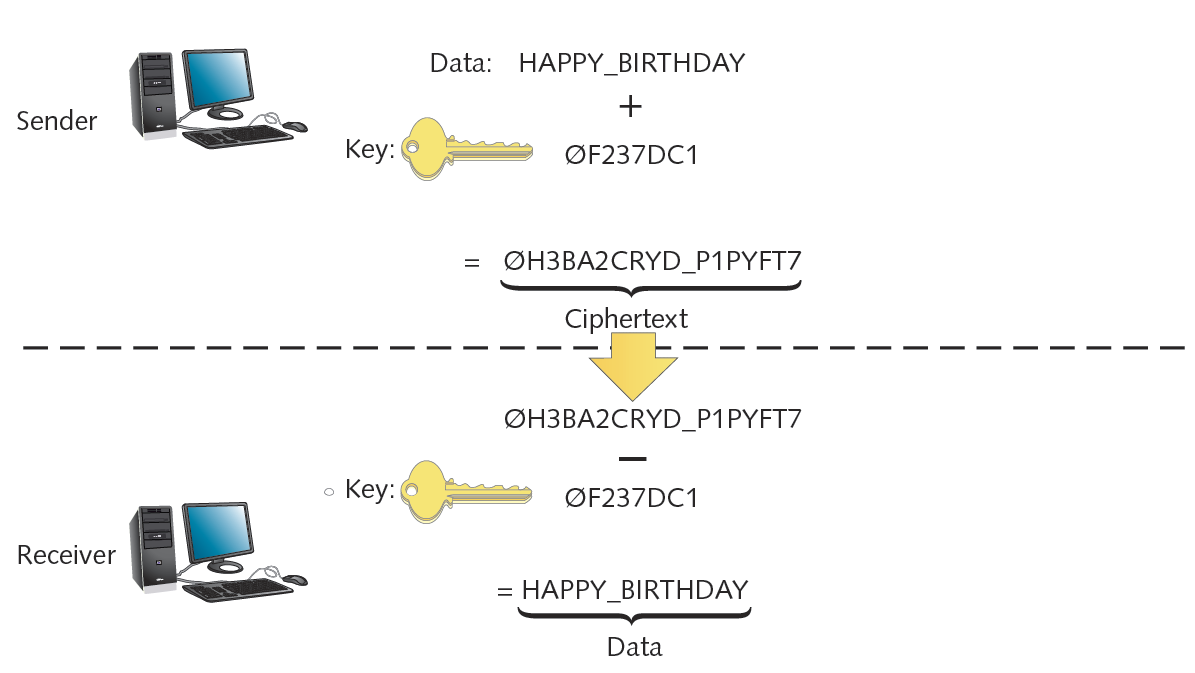 Data: HAPPY_BIRTHDAY
+
Sender
Key: ØF237DC1
= ØH3BA2CRYD_P1PYFT7
Ciphertext
ØH3BA2CRYD_P1PYFT7
–
Key: ØF237DC1
Receiver
= HAPPY_BIRTHDAY
Data